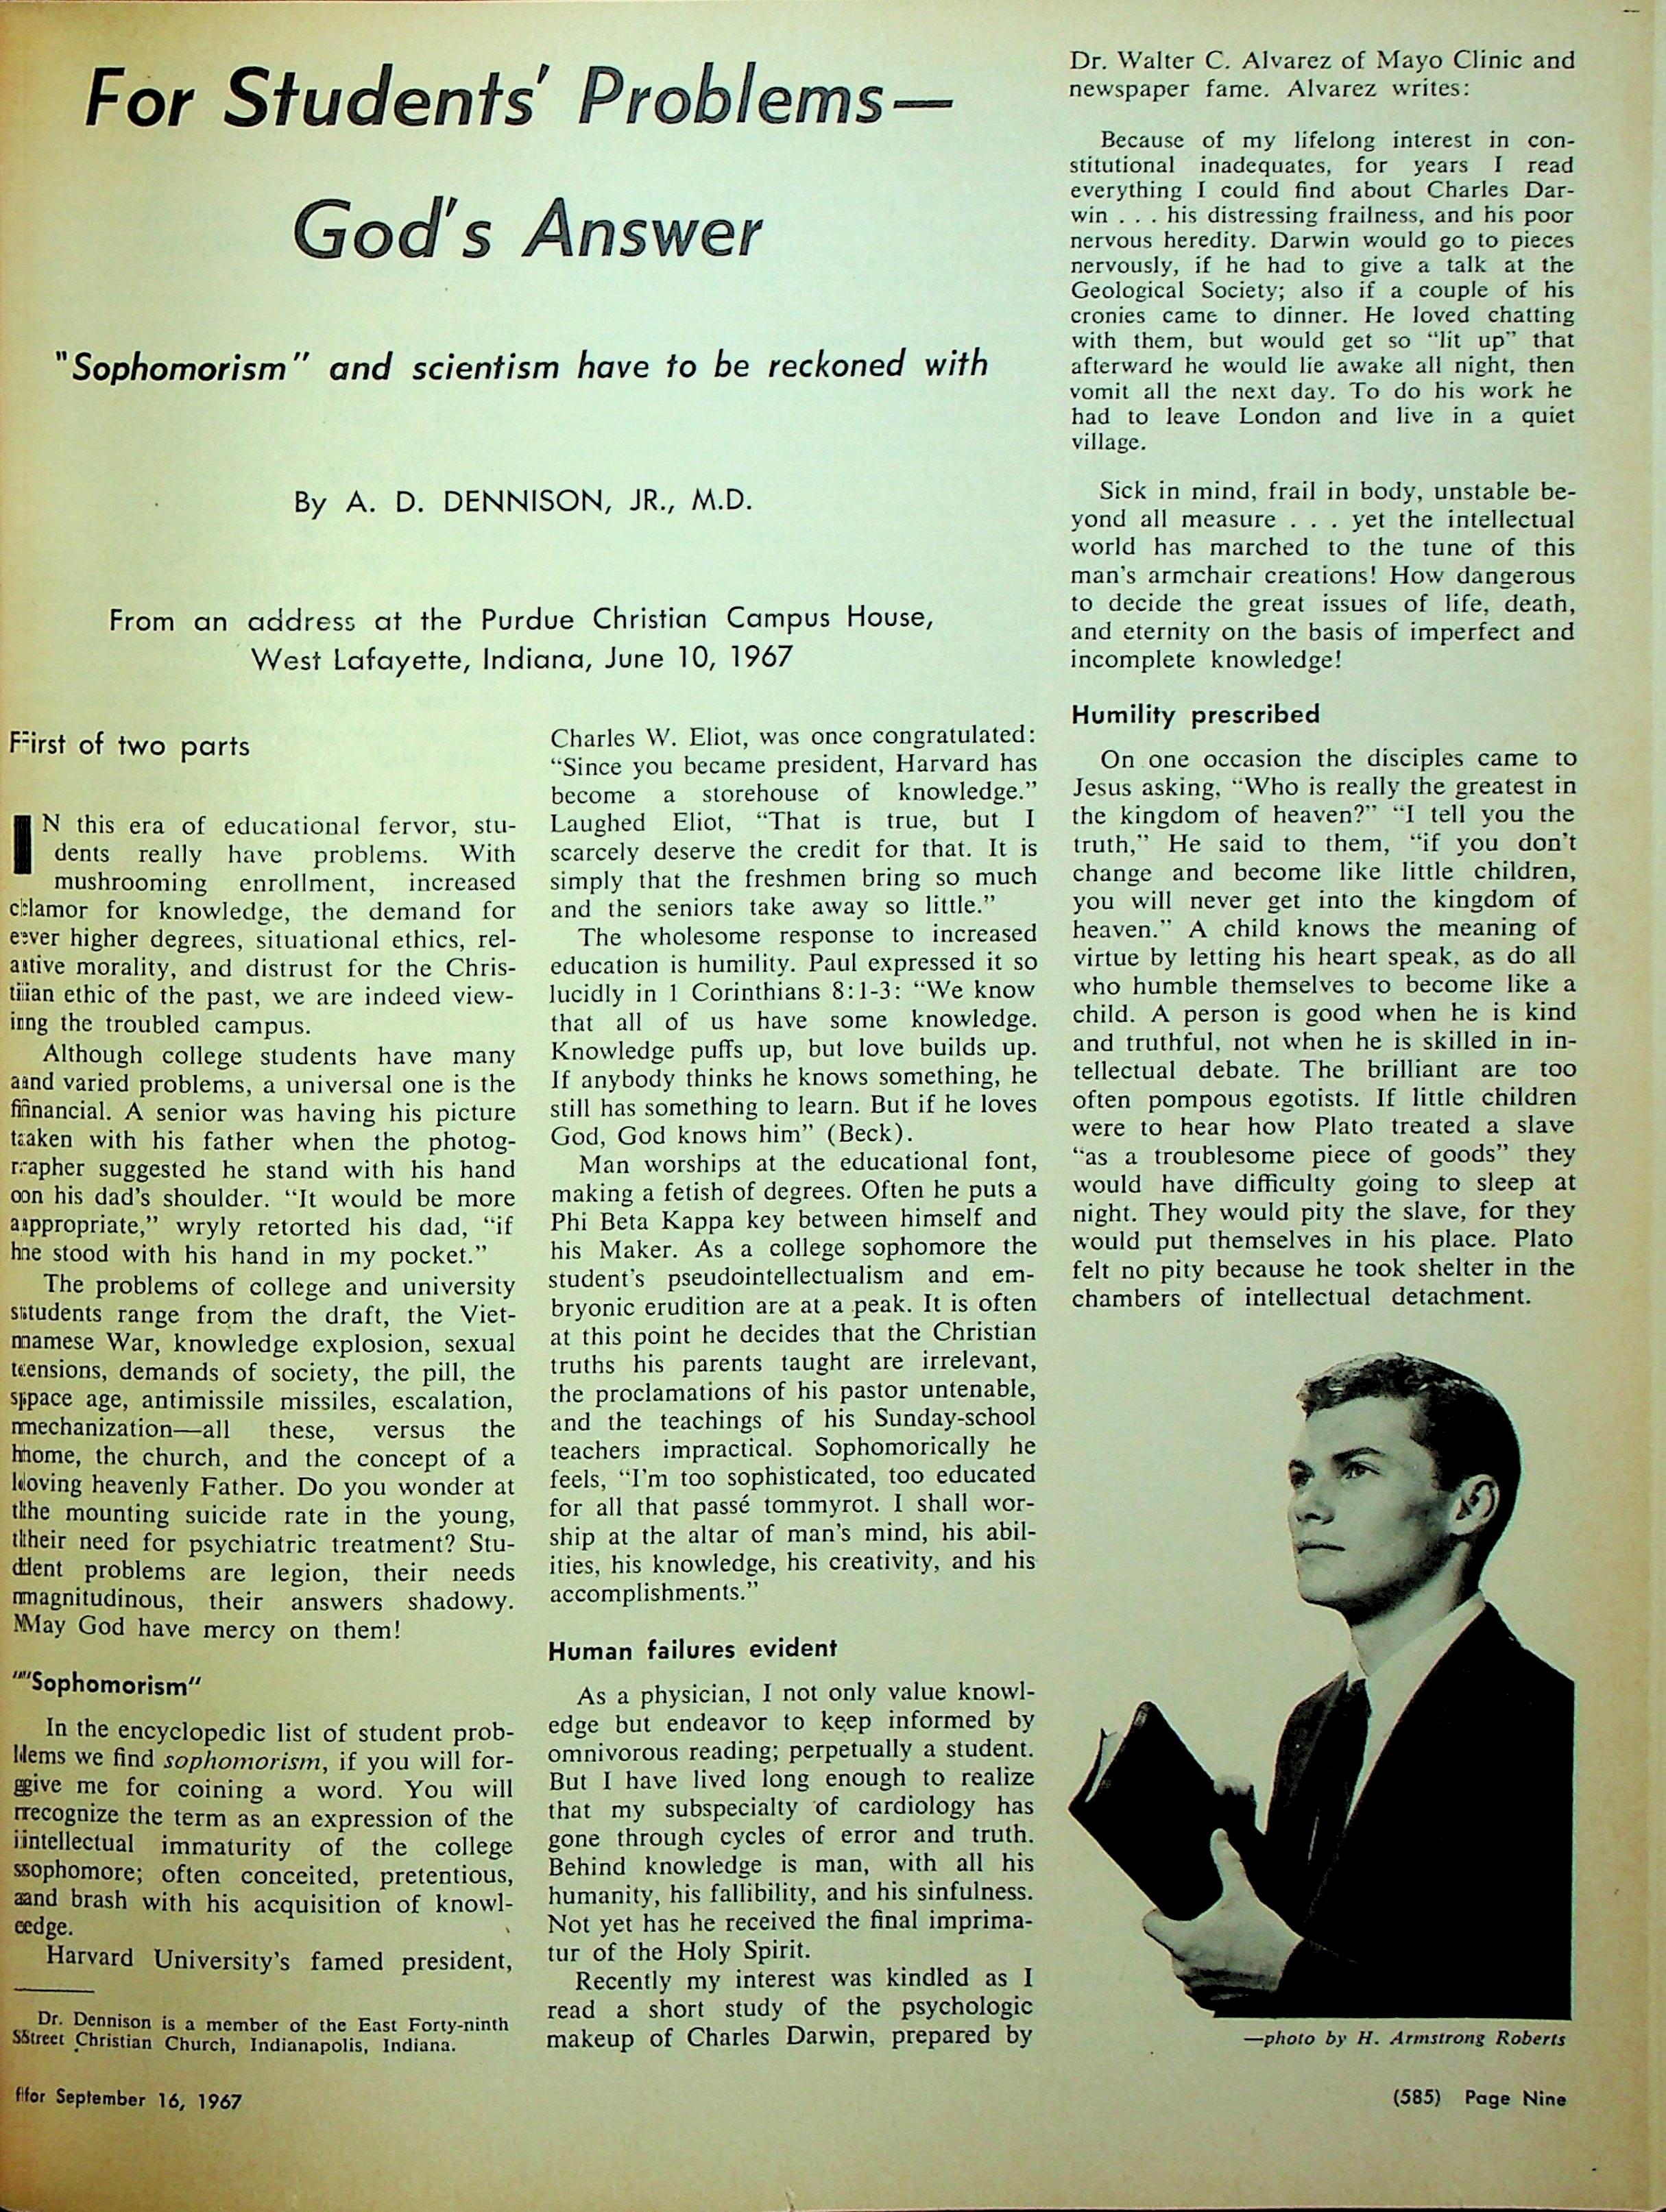 For Students' Problems—
God's Answer
"Sophomorism" and scientism have to be reckoned with
By A. D. DENNISON, JR., M.D.
From an address at the Purdue Christian Campus House,
West Lafayette, Indiana, June 10, 1967
First of two parts
IN this era of educational fervor, stu-
dents really have problems. With
mushrooming enrollment, increased
clamor for knowledge, the demand for
ever higher degrees, situational ethics, rel-
ative morality, and distrust for the Chris-
tian ethic of the past, we are indeed view-
ing the troubled campus.
Although college students have many
and varied problems, a universal one is the
financial. A senior was having his picture
taken with his father when the photog-
rapher suggested he stand with his hand
on his dad's shoulder. "It would be more
appropriate," wryly retorted his dad, "if
he stood with his hand in my pocket."
The problems of college and university
students range from the draft, the Viet-
namese War, knowledge explosion, sexual
tensions, demands of society, the pill, the
space age, antimissile missiles, escalation,
mechanization—all these, versus the
home, the church, and the concept of a
loving heavenly Father. Do you wonder at
the mounting suicide rate in the young,
their need for psychiatric treatment? Stu-
dent problems are legion, their needs
magnitudinous, their answers shadowy.
May God have mercy on them!
"Sophomorism"
In the encyclopedic list of student prob-
lems we find sophomorism, if you will for-
give me for coining a word. You will
recognize the term as an expression of the
intellectual immaturity of the college
sophomore; often conceited, pretentious,
and brash with his acquisition of knowl-
edge.
Harvard University's famed president,
Dr. Dennison is a member of the East Forty-ninth
Street Christian Church, Indianapolis, Indiana.
Charles W. Eliot, was once congratulated:
"Since you became president, Harvard has
become a storehouse of knowledge."
Laughed Eliot, "That is true, but I
scarcely deserve the credit for that. It is
simply that the freshmen bring so much
and the seniors take away so little."
The wholesome response to increased
education is humility. Paul expressed it so
lucidly in 1 Corinthians 8:1-3: "We know
that all of us have some knowledge.
Knowledge puffs up, but love builds up.
If anybody thinks he knows something, he
still has something to learn. But if he loves
God, God knows him" (Beck).
Man worships at the educational font,
making a fetish of degrees. Often he puts a
Phi Beta Kappa key between himself and
his Maker. As a college sophomore the
student's pseudointellectualism and em-
bryonic erudition are at a peak. It is often
at this point he decides that the Christian
truths his parents taught are irrelevant,
the proclamations of his pastor untenable,
and the teachings of his Sunday-school
teachers impractical. Sophomorically he
feels, "I'm too sophisticated, too educated
for all that passé tommyrot. I shall wor-
ship at the altar of man's mind, his abil-
ities, his knowledge, his creativity, and his
accomplishments."
Human failures evident
As a physician, I not only value knowl-
edge but endeavor to keep informed by
omnivorous reading; perpetually a student.
But I have lived long enough to realize
that my subspecialty of cardiology has
gone through cycles of error and truth.
Behind knowledge is man, with all his
humanity, his fallibility, and his sinfulness.
Not yet has he received the final imprima-
tur of the Holy Spirit.
Recently my interest was kindled as I
read a short study of the psychologic
makeup of Charles Darwin, prepared by
Dr. Walter C. Alvarez of Mayo Clinic and
newspaper fame. Alvarez writes:
Because of my lifelong interest in con-
stitutional inadequates, for years I read
everything I could find about Charles Dar-
win . . . his distressing frailness, and his poor
nervous heredity. Darwin would go to pieces
nervously, if he had to give a talk at the
Geological Society; also if a couple of his
cronies came to dinner. He loved chatting
with them, but would get so "lit up" that
afterward he would lie awake all night, then
vomit all the next day. To do his work he
had to leave London and live in a quiet
village.
Sick in mind, frail in body, unstable be-
yond all measure . . . yet the intellectual
world has marched to the tune of this
man's armchair creations! How dangerous
to decide the great issues of life, death,
and eternity on the basis of imperfect and
incomplete knowledge!
Humility prescribed
On one occasion the disciples came to
Jesus asking, "Who is really the greatest in
the kingdom of heaven?" "I tell you the
truth," He said to them, "if you don't
change and become like little children,
you will never get into the kingdom of
heaven." A child knows the meaning of
virtue by letting his heart speak, as do all
who humble themselves to become like a
child. A person is good when he is kind
and truthful, not when he is skilled in in-
tellectual debate. The brilliant are too
often pompous egotists. If little children
were to hear how Plato treated a slave
"as a troublesome piece of goods" they
would have difficulty going to sleep at
night. They would pity the slave, for they
would put themselves in his place. Plato
felt no pity because he took shelter in the
chambers of intellectual detachment.
—photo by H. Armstrong Roberts
for September 16, 1967
(585) Page Nine